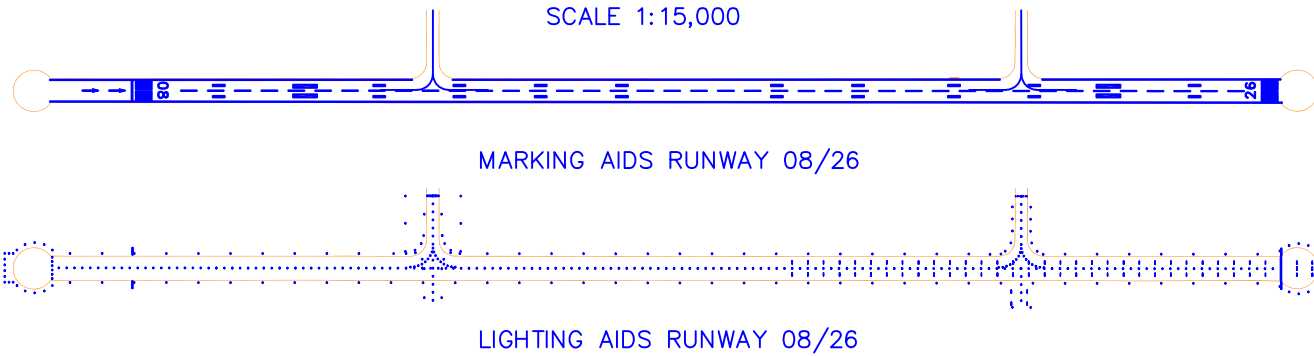 SCALE 1:15,000
08
26
MARKING AIDS RUNWAY 08/26
LIGHTING AIDS RUNWAY 08/26